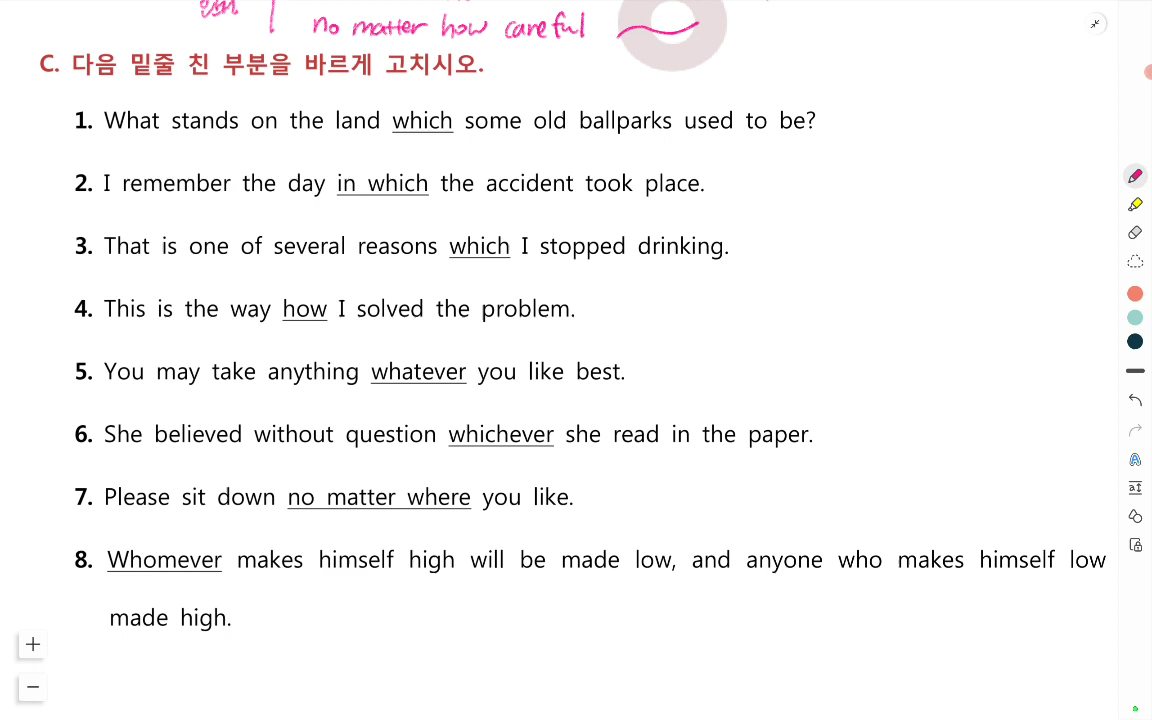 no matter how careful
C. 다음 밑줄 친 부분을 바르게 고치시오.
1. What stands on the land which some old ballparks used to be?
2. I remember the day in which the accident took place.
3. That is one of several reasons which I stopped drinking.
4. This is the way how I solved the problem.
5. You may take anything whatever you like best.
6. She believed without question whichever she read in the paper.
7. Please sit down no matter where you like.
8. Whomever makes himself high will be made low, and anyone who makes himself low
made high.